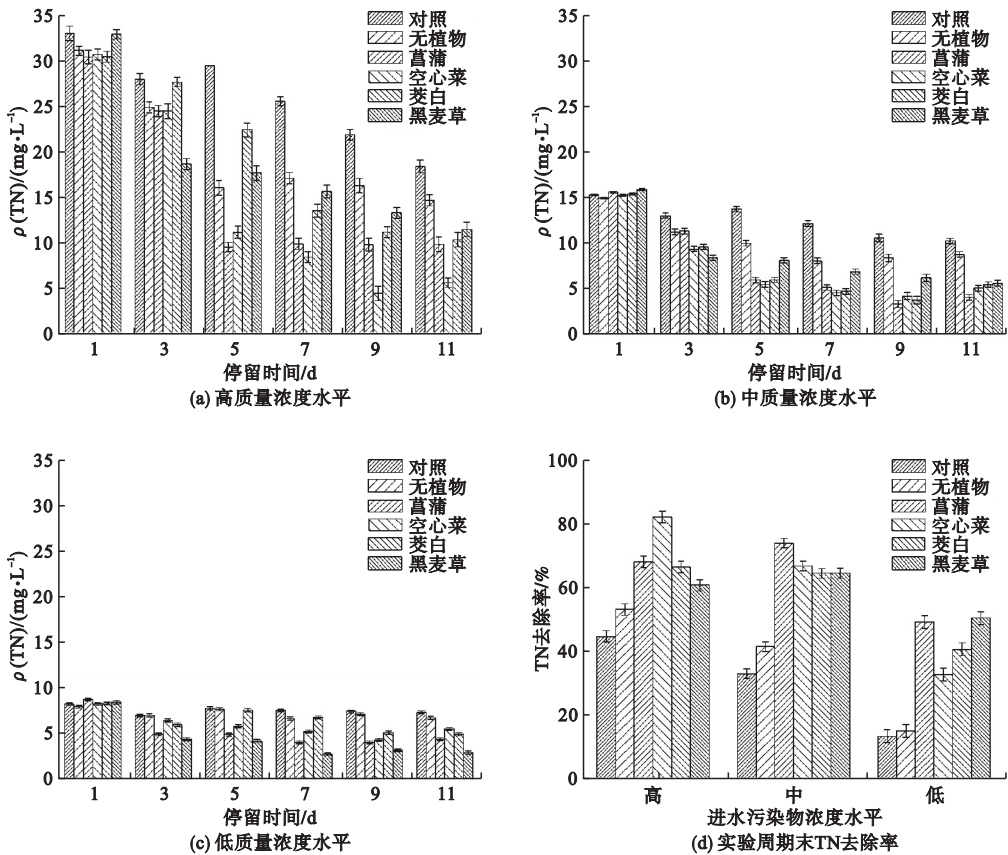 35
30
25
20
15
10
5
0
ρ(TN)/(mg·L⁻¹)
对照
无植物
菖蒲
空心菜
茭白
黑麦草
1 3 5 7 9 11
停留时间/d
(a) 高质量浓度水平
35
30
25
20
15
10
5
0
ρ(TN)/(mg·L⁻¹)
对照
无植物
菖蒲
空心菜
茭白
黑麦草
1 3 5 7 9 11
停留时间/d
(b) 中质量浓度水平
35
30
25
20
15
10
5
0
ρ(TN)/(mg·L⁻¹)
对照
无植物
菖蒲
空心菜
茭白
黑麦草
1 3 5 7 9 11
停留时间/d
(c) 低质量浓度水平
100
80
60
40
20
0
TN去除率/%
对照
无植物
菖蒲
空心菜
茭白
黑麦草
高 中 低
进水污染物浓度水平
(d) 实验周期末TN去除率